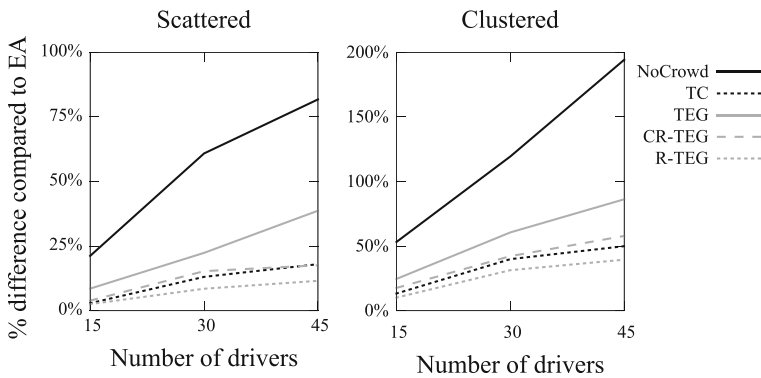 Scattered
Clustered
% difference compared to EA
100%
75%
50%
25%
0%
15
30
45
Number of drivers
200%
150%
100%
50%
0%
15
30
45
Number of drivers
NoCrowd
TC
TEG
CR-TEG
R-TEG